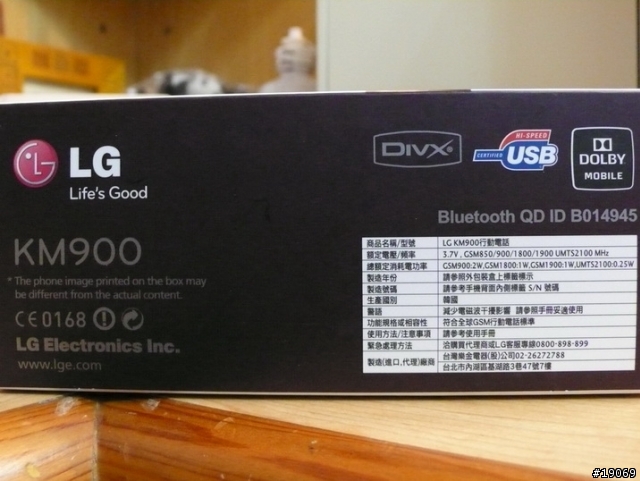 LG
Life's Good
DIVX
CERTIFIED HI-SPEED USB
DOLBY
MOBILE
Bluetooth QD ID B014945
KM900
* The phone image printed on the box may
be different from the actual content.
CE0168
LG Electronics Inc.
www.lge.com
商品名稱/型號 LG KM900行動電話
額定電壓/頻率 3.7V , GSM850/900/1800/1900 UMTS2100 MHz
總額定消耗電功率 GSM900:2W,GSM1800:1W,GSM1900:1W,UMTS2100:0.25W
製造年份 請參照外包裝盒上標籤標示
製造號碼 請參考手機背面內側標籤 S/N 號碼
生產國別 韓國
警語 減少電磁波干擾影響 請參照手冊妥適使用
功能規格或相容性 符合全球GSM行動電話標準
使用方法/注意事項 請參考使用手冊
緊急處理方法 洽購買代理商或LG客服專線0800-898-899
製造(進口,代理)廠商 台灣樂金電器(股)公司02-26272788
台北市內湖區基湖路3巷47號7樓
#19069